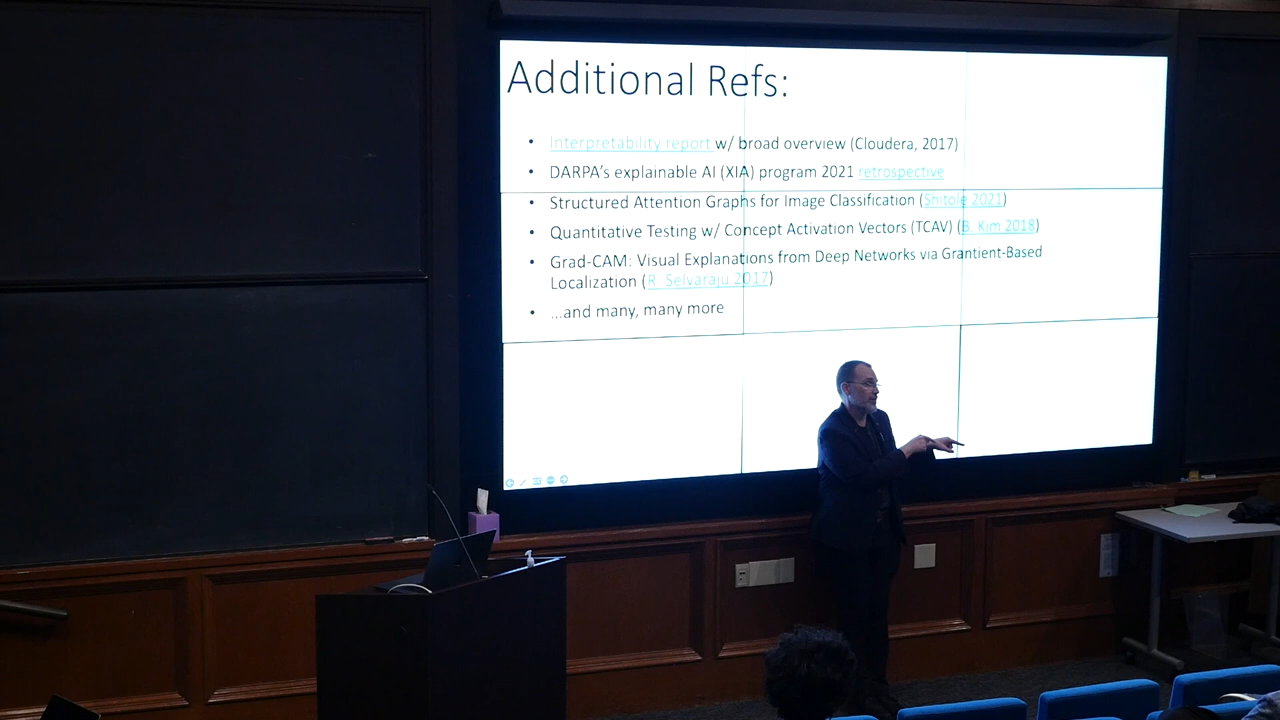 Additional Refs:
• Interpretability report w/ broad overview (Cloudera, 2017)
• DARPA's explainable AI (XIA) program 2021 retrospective
• Structured Attention Graphs for Image Classification (Shitole 2021)
• Quantitative Testing w/ Concept Activation Vectors (TCAV) (B. Kim 2018)
• Grad-CAM: Visual Explanations from Deep Networks via Grantient-Based
Localization (R. Selvaraju 2017)
• ...and many, many more